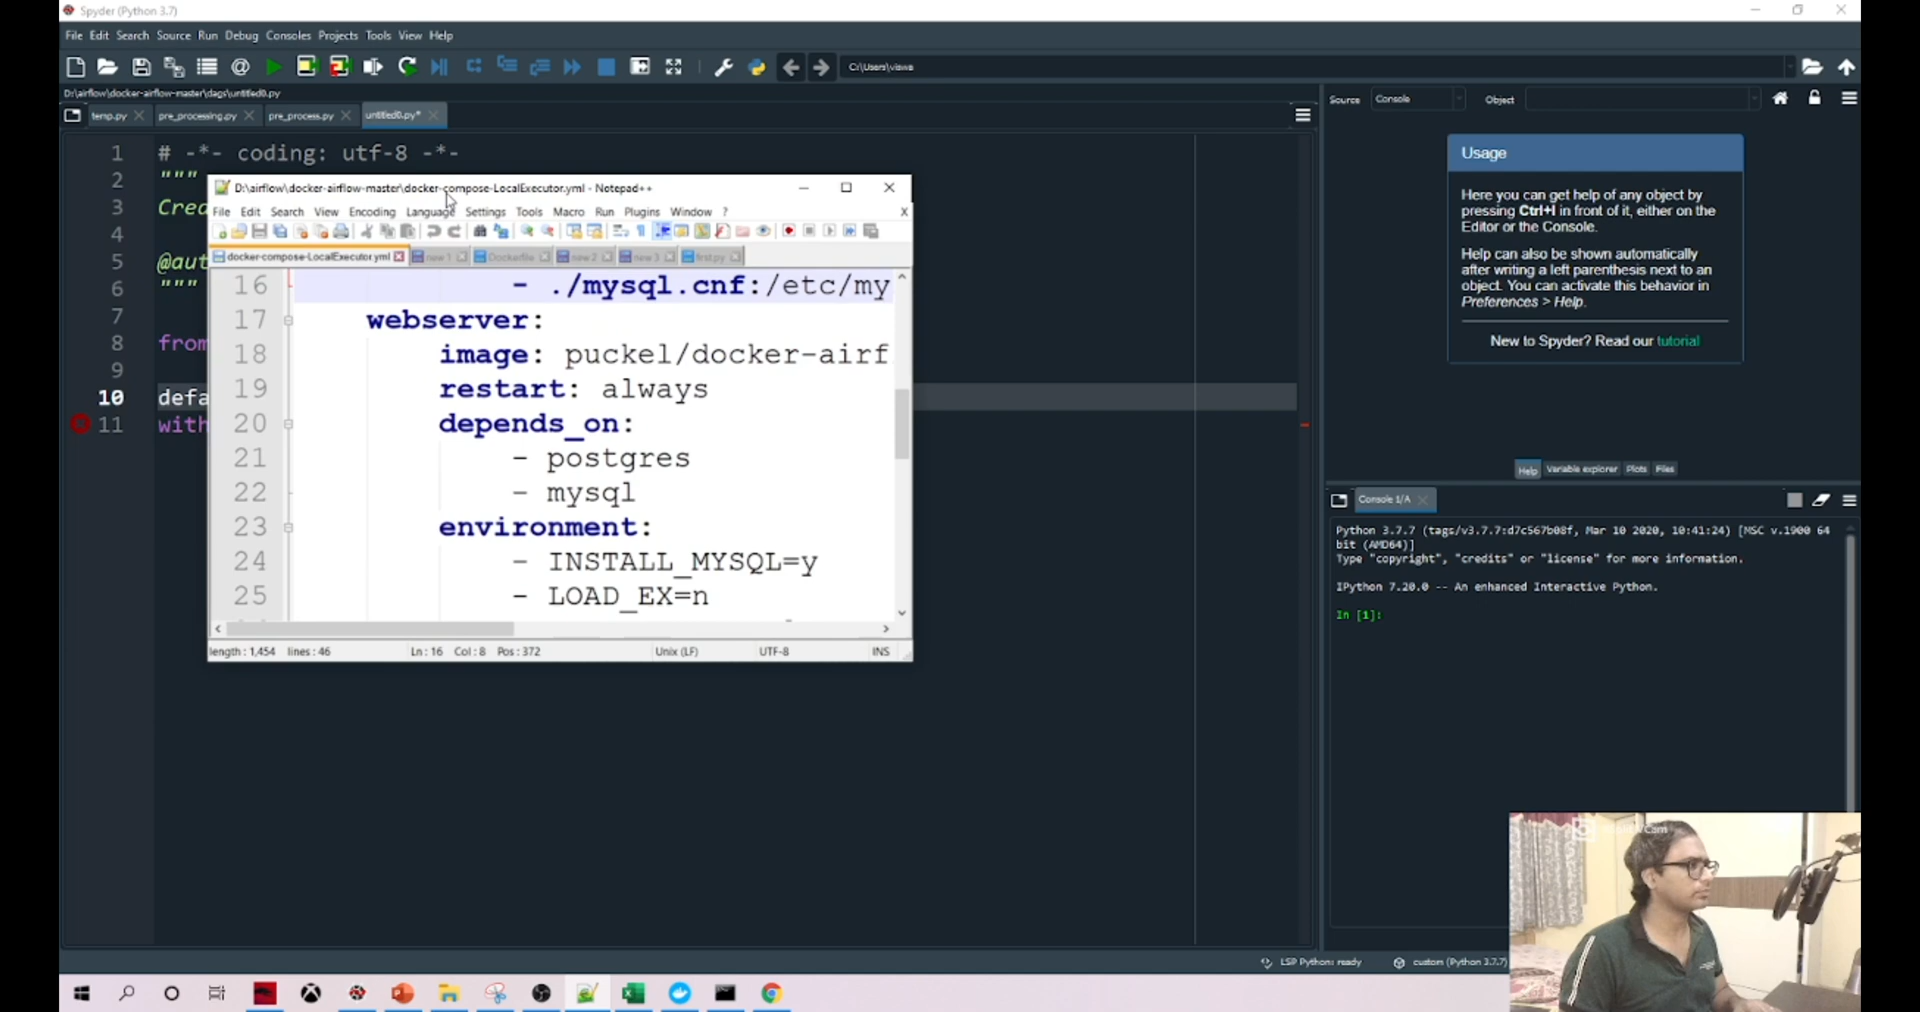 Spyder (Python 3.7)
File Edit Search Source Run Debug Consoles Projects Tools View Help
C:\Users\viswa
D:\airflow\docker-airflow-master\dags\untitled0.py
temp.py pre_processing.py pre_process.py untitled0.py*
1 # -*- coding: utf-8 -*-
2 """
3 Crea
4
5 @aut
6 """
7
8 from
9
10 defa
11 with
D:\airflow\docker-airflow-master\docker-compose-LocalExecutor.yml - Notepad++
File Edit Search View Encoding Language Settings Tools Macro Run Plugins Window ? X
docker-compose-LocalExecutor.yml new 1 Dockerfile new 2 new 3 first.py
16 - ./mysql.cnf:/etc/my
17 webserver:
18 image: puckel/docker-airf
19 restart: always
20 depends_on:
21 - postgres
22 - mysql
23 environment:
24 - INSTALL_MYSQL=y
25 - LOAD_EX=n
length : 1,454 lines : 46 Ln : 16 Col : 8 Pos : 372 Unix (LF) UTF-8 INS
Source Console Object
Usage
Here you can get help of any object by
pressing Ctrl+I in front of it, either on the
Editor or the Console.
Help can also be shown automatically
after writing a left parenthesis next to an
object. You can activate this behavior in
Preferences > Help.
New to Spyder? Read our tutorial
Help Variable explorer Plots Files
Console 1/A
Python 3.7.7 (tags/v3.7.7:d7c567b08f, Mar 10 2020, 10:41:24) [MSC v.1900 64
bit (AMD64)]
Type "copyright", "credits" or "license" for more information.
IPython 7.20.0 -- An enhanced Interactive Python.
In [1]:
LSP Python: ready custom (Python 3.7.7)